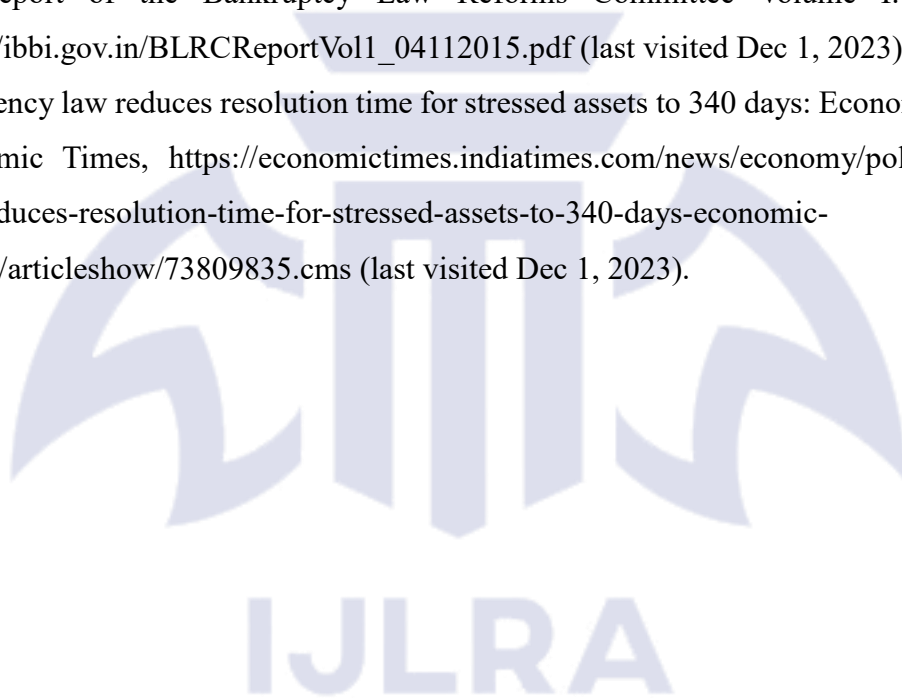 eport of the Bankruptcy Law Reforms Committee Volume I:
/ibbi.gov.in/BLRCReportVol1_04112015.pdf (last visited Dec 1, 2023)
ency law reduces resolution time for stressed assets to 340 days: Econo
mic Times, https://economictimes.indiatimes.com/news/economy/pol
duces-resolution-time-for-stressed-assets-to-340-days-economic-
/articleshow/73809835.cms (last visited Dec 1, 2023).
IJLRA